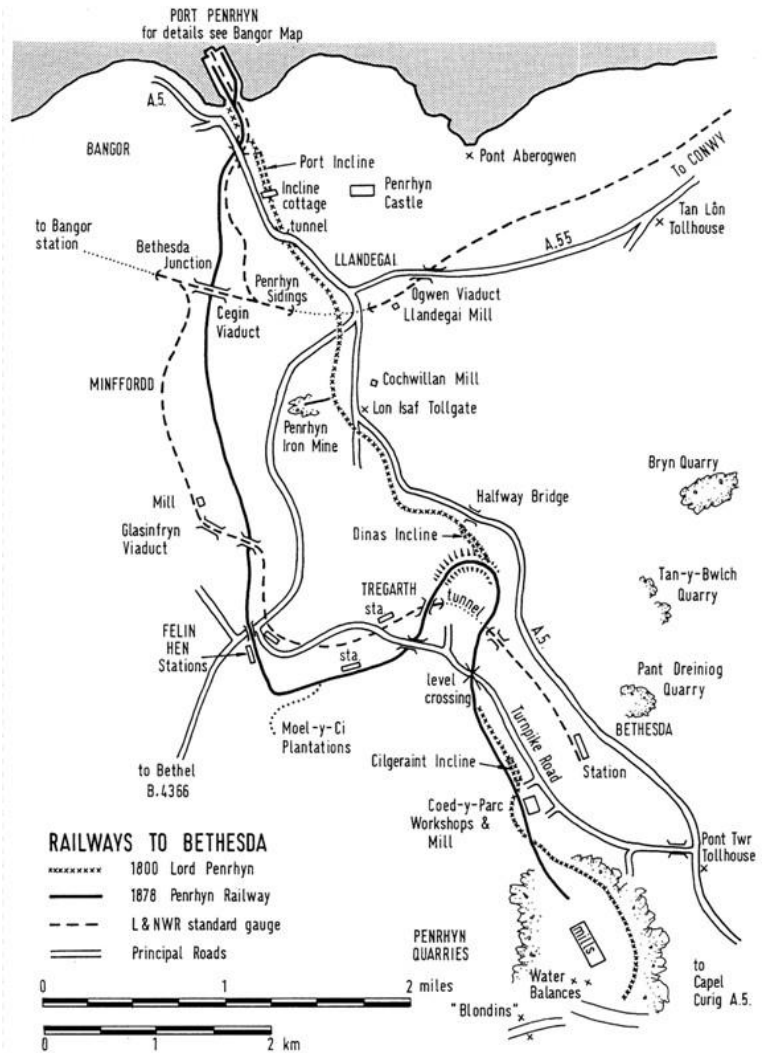 PORT PENRHYN
for details see Bangor Map
A.5.
BANGOR
Port Incline
Pont Aberogwen
To CONWY
Incline
cottage
Penrhyn
Castle
Tan Lôn
Tollhouse
to Bangor
station
tunnel
Bethesda
Junction
LLANDEGAI
A.55
Penrhyn
Sidings
Ogwen Viaduct
Llandegai Mill
Cegin
Viaduct
MINFFORDD
Cochwillan Mill
Lon Isaf Tollgate
Penrhyn
Iron Mine
Bryn Quarry
Mill
Halfway Bridge
Glasinfryn
Viaduct
Dinas Incline
Tan-y-Bwlch
Quarry
TREGARTH
sta.
tunnel
A.5.
FELIN
HEN
Stations
sta.
level
crossing
Pant Dreiniog
Quarry
BETHESDA
Moel-y-Ci
Plantations
Turnpike Road
Station
to Bethel
B.4366
Cilgeraint Incline
Coed-y-Parc
Workshops &
Mill
Pont Twr
Tollhouse
RAILWAYS TO BETHESDA
1800 Lord Penrhyn
1878 Penrhyn Railway
L & NWR standard gauge
Principal Roads
PENRHYN
QUARRIES
mills
Water
Balances
"Blondins"
to
Capel
Curig A.5.
0 1 2 miles
0 1 2 km